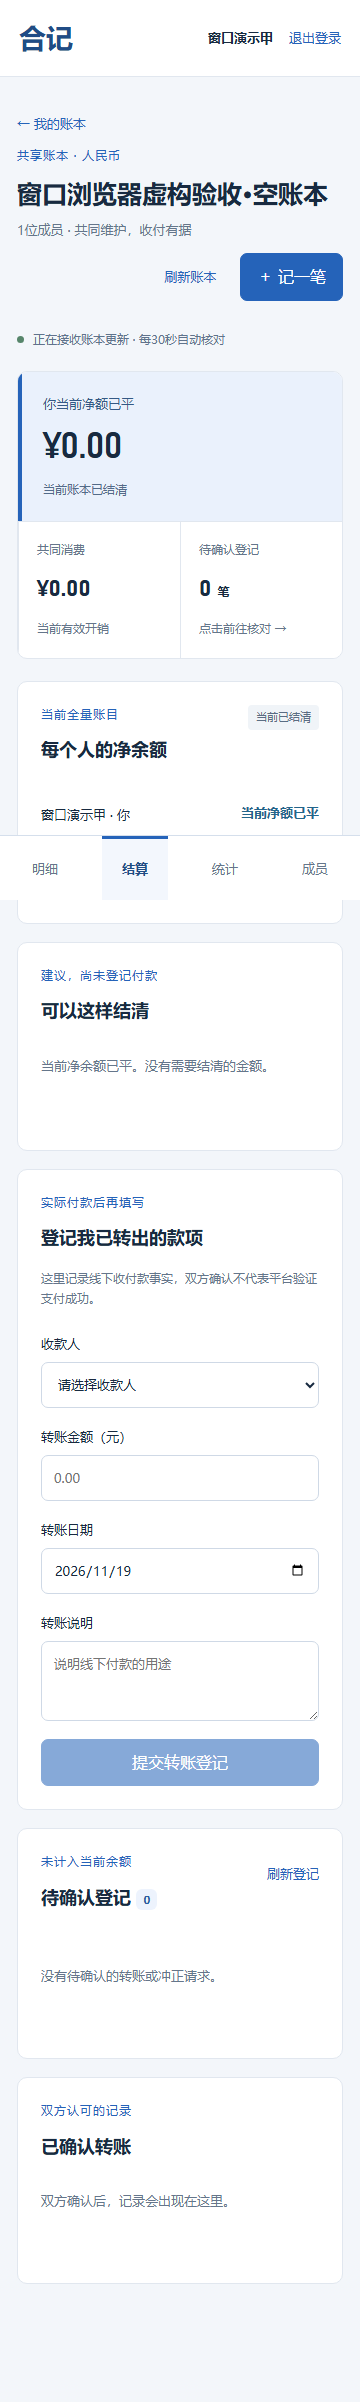 合记
窗口演示甲 退出登录
← 我的账本
共享账本 · 人民币
窗口浏览器虚构验收•空账本
1位成员 · 共同维护，收付有据
刷新账本 ＋ 记一笔
正在接收账本更新 · 每30秒自动核对
你当前净额已平
¥0.00
当前账本已结清
共同消费 待确认登记
¥0.00 0 笔
当前有效开销 点击前往核对 →
当前全量账目 当前已结清
每个人的净余额
窗口演示甲 · 你 当前净额已平
明细 结算 统计 成员
建议，尚未登记付款
可以这样结清
当前净余额已平。没有需要结清的金额。
实际付款后再填写
登记我已转出的款项
这里记录线下收付款事实，双方确认不代表平台验证
支付成功。
收款人
请选择收款人
转账金额（元）
0.00
转账日期
2026/11/19
转账说明
说明线下付款的用途
提交转账登记
未计入当前余额
刷新登记
待确认登记 0
没有待确认的转账或冲正请求。
双方认可的记录
已确认转账
双方确认后，记录会出现在这里。